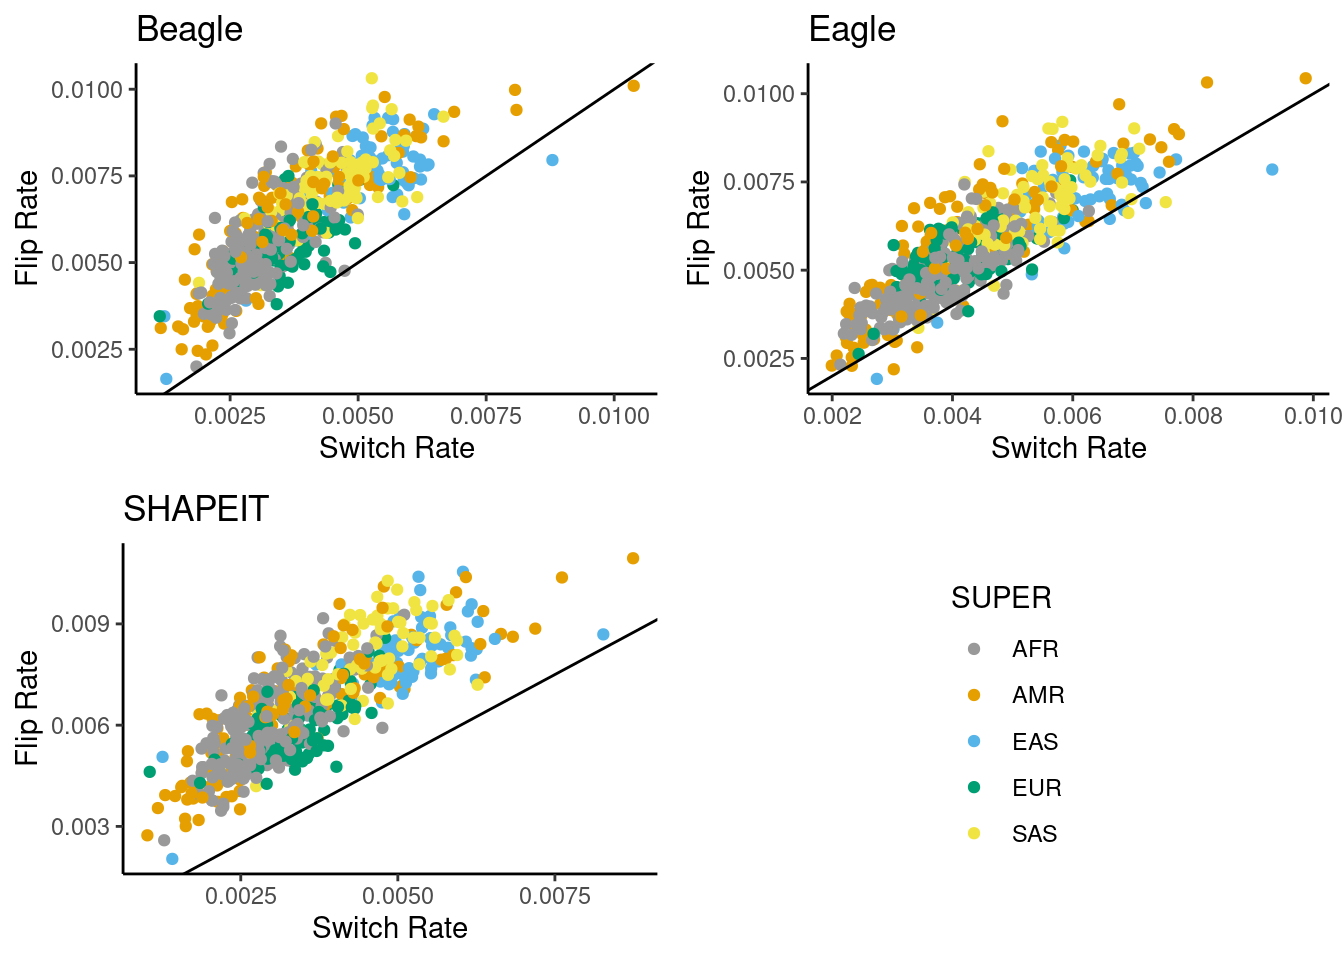 Beagle
Flip Rate
0.0100
0.0075
0.0050
0.0025
0.0025 0.0050 0.0075 0.0100
Switch Rate
Eagle
Flip Rate
0.0100
0.0075
0.0050
0.0025
0.002 0.004 0.006 0.008 0.010
Switch Rate
SHAPEIT
Flip Rate
0.009
0.006
0.003
0.0025 0.0050 0.0075
Switch Rate
SUPER
AFR
AMR
EAS
EUR
SAS